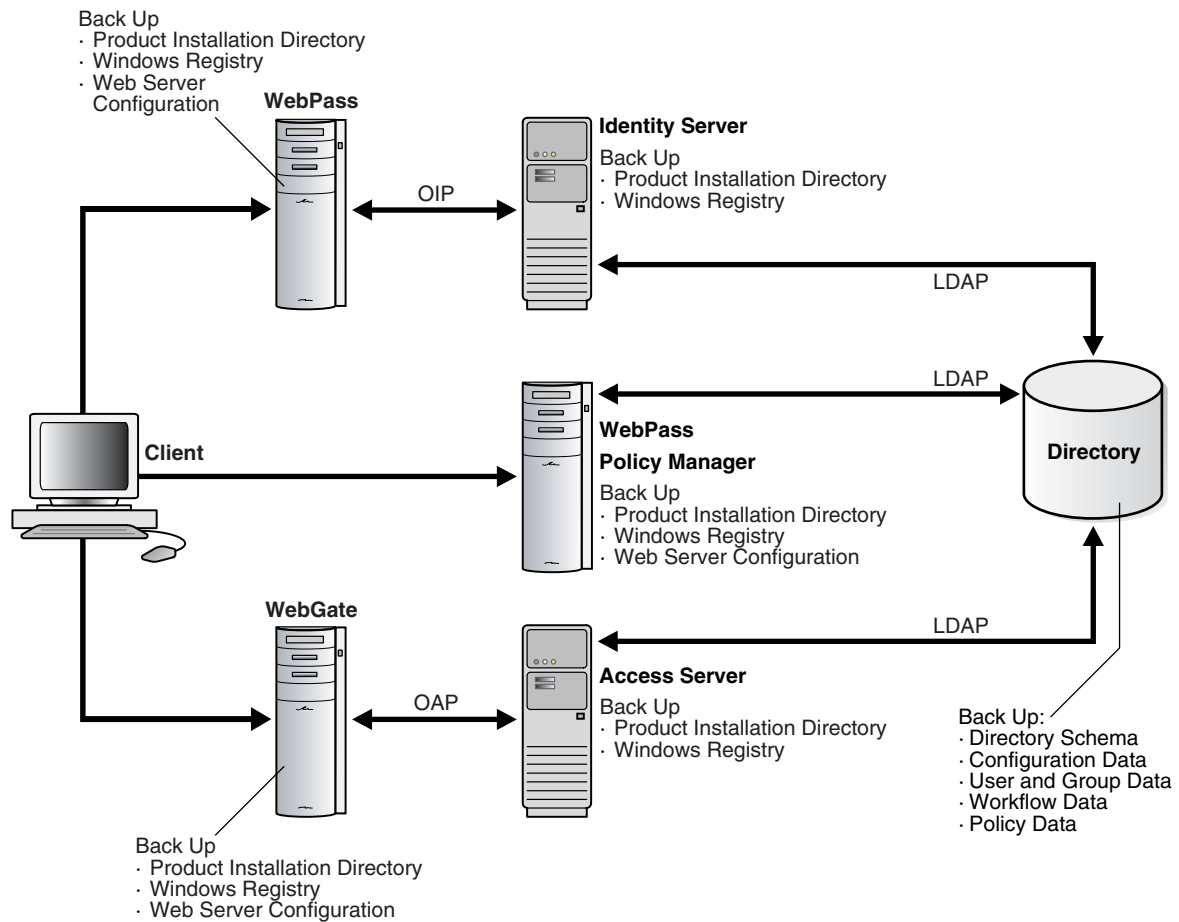 Back Up
· Product Installation Directory
· Windows Registry
· Web Server
Configuration
WebPass
OIP
Identity Server
Back Up
· Product Installation Directory
· Windows Registry
LDAP
LDAP
Client
WebPass
Policy Manager
Back Up
· Product Installation Directory
· Windows Registry
· Web Server Configuration
Directory
WebGate
OAP
LDAP
Access Server
Back Up
· Product Installation Directory
· Windows Registry
Back Up:
· Directory Schema
· Configuration Data
· User and Group Data
· Workflow Data
· Policy Data
Back Up
· Product Installation Directory
· Windows Registry
· Web Server Configuration